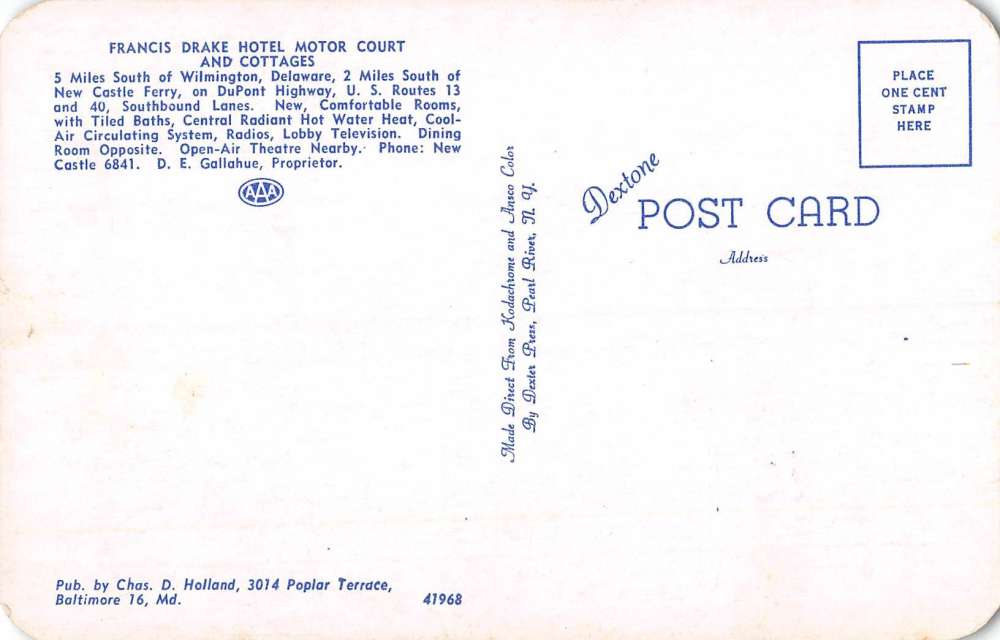 FRANCIS DRAKE HOTEL MOTOR COURT
AND COTTAGES
5 Miles South of Wilmington, Delaware, 2 Miles South of
New Castle Ferry, on DuPont Highway, U. S. Routes 13
and 40, Southbound Lanes. New, Comfortable Rooms,
with Tiled Baths, Central Radiant Hot Water Heat, Cool-
Air Circulating System, Radios, Lobby Television. Dining
Room Opposite. Open-Air Theatre Nearby. Phone: New
Castle 6841. D. E. Gallahue, Proprietor.
AAA
Pub. by Chas. D. Holland, 3014 Poplar Terrace,
Baltimore 16, Md.
41968
Made Direct From Kodachrome and Ansco Color
By Dexter Press, Pearl River, N. Y.
Dextone
POST CARD
Address
PLACE
ONE CENT
STAMP
HERE